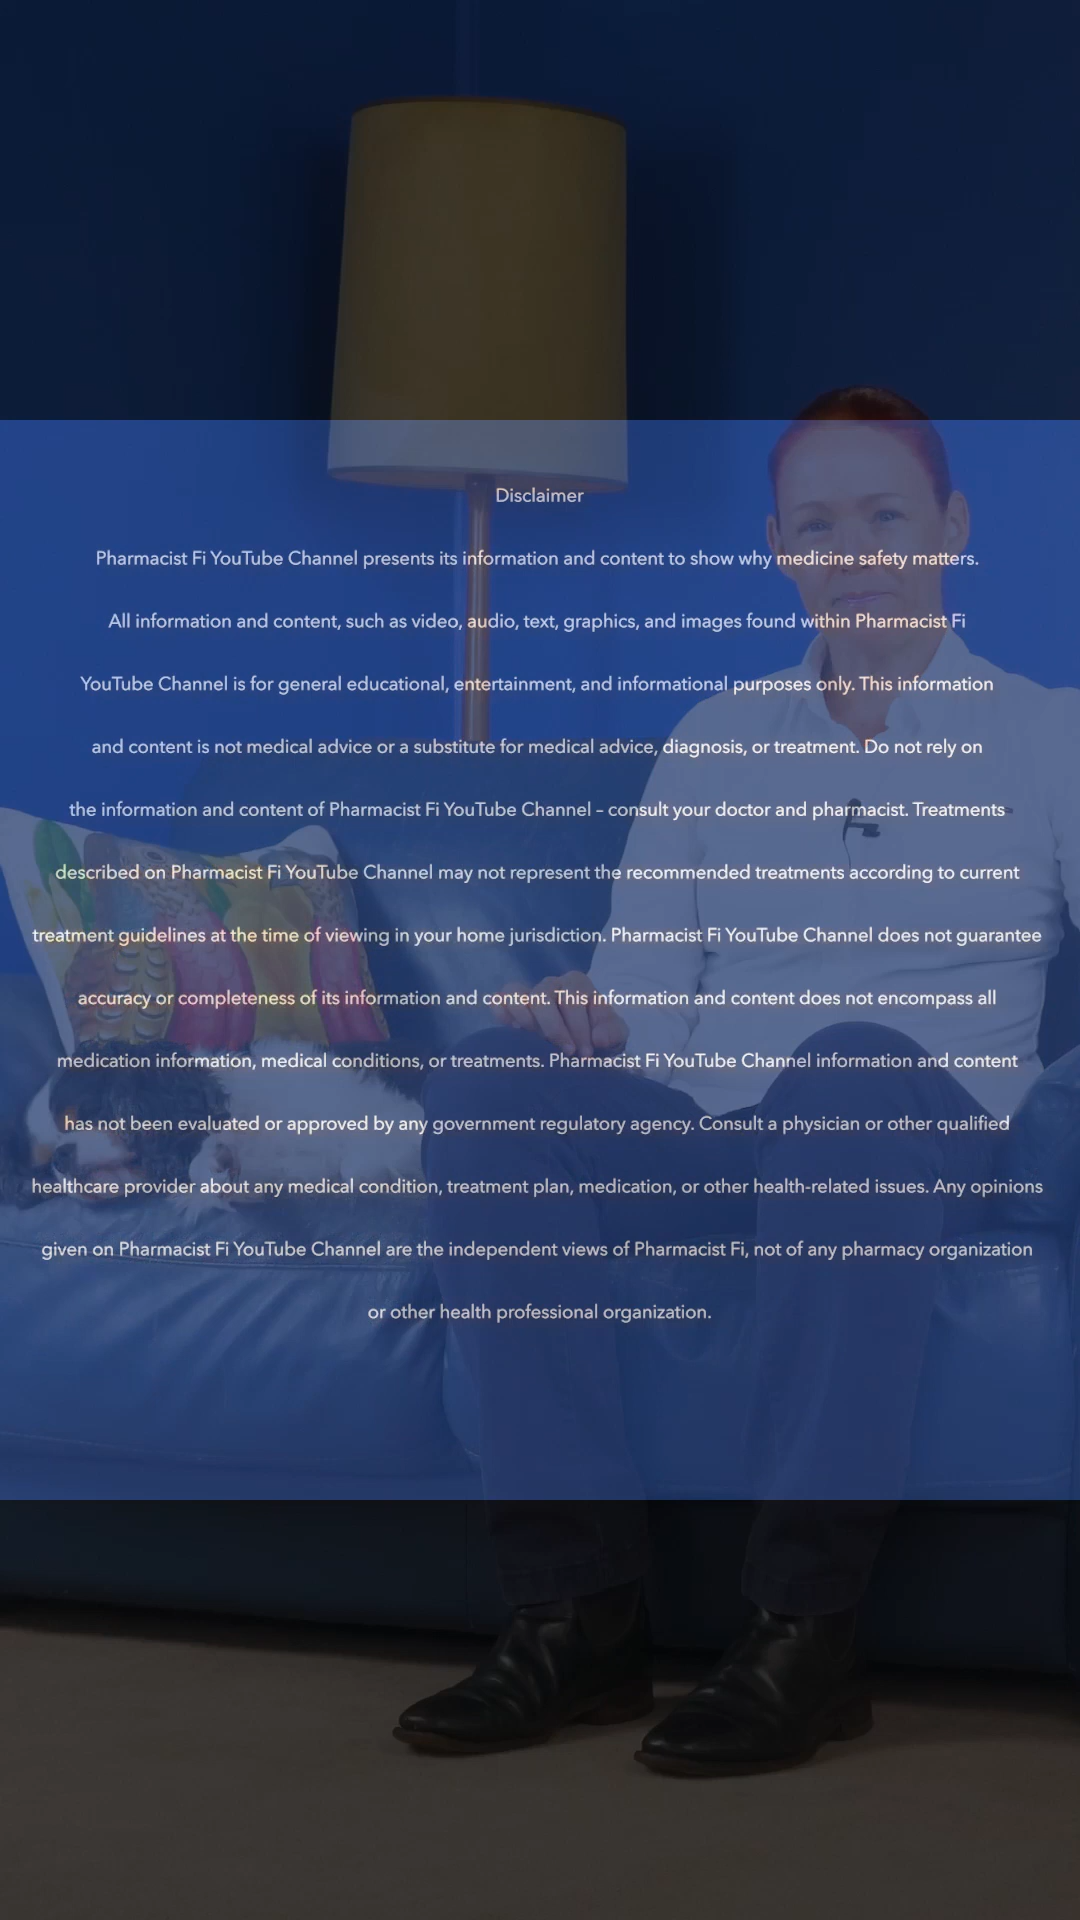 Disclaimer
Pharmacist Fi YouTube Channel presents its information and content to show why medicine safety matters.
All information and content, such as video, audio, text, graphics, and images found within Pharmacist Fi
YouTube Channel is for general educational, entertainment, and informational purposes only. This information
and content is not medical advice or a substitute for medical advice, diagnosis, or treatment. Do not rely on
the information and content of Pharmacist Fi YouTube Channel – consult your doctor and pharmacist. Treatments
described on Pharmacist Fi YouTube Channel may not represent the recommended treatments according to current
treatment guidelines at the time of viewing in your home jurisdiction. Pharmacist Fi YouTube Channel does not guarantee
accuracy or completeness of its information and content. This information and content does not encompass all
medication information, medical conditions, or treatments. Pharmacist Fi YouTube Channel information and content
has not been evaluated or approved by any government regulatory agency. Consult a physician or other qualified
healthcare provider about any medical condition, treatment plan, medication, or other health-related issues. Any opinions
given on Pharmacist Fi YouTube Channel are the independent views of Pharmacist Fi, not of any pharmacy organization
or other health professional organization.